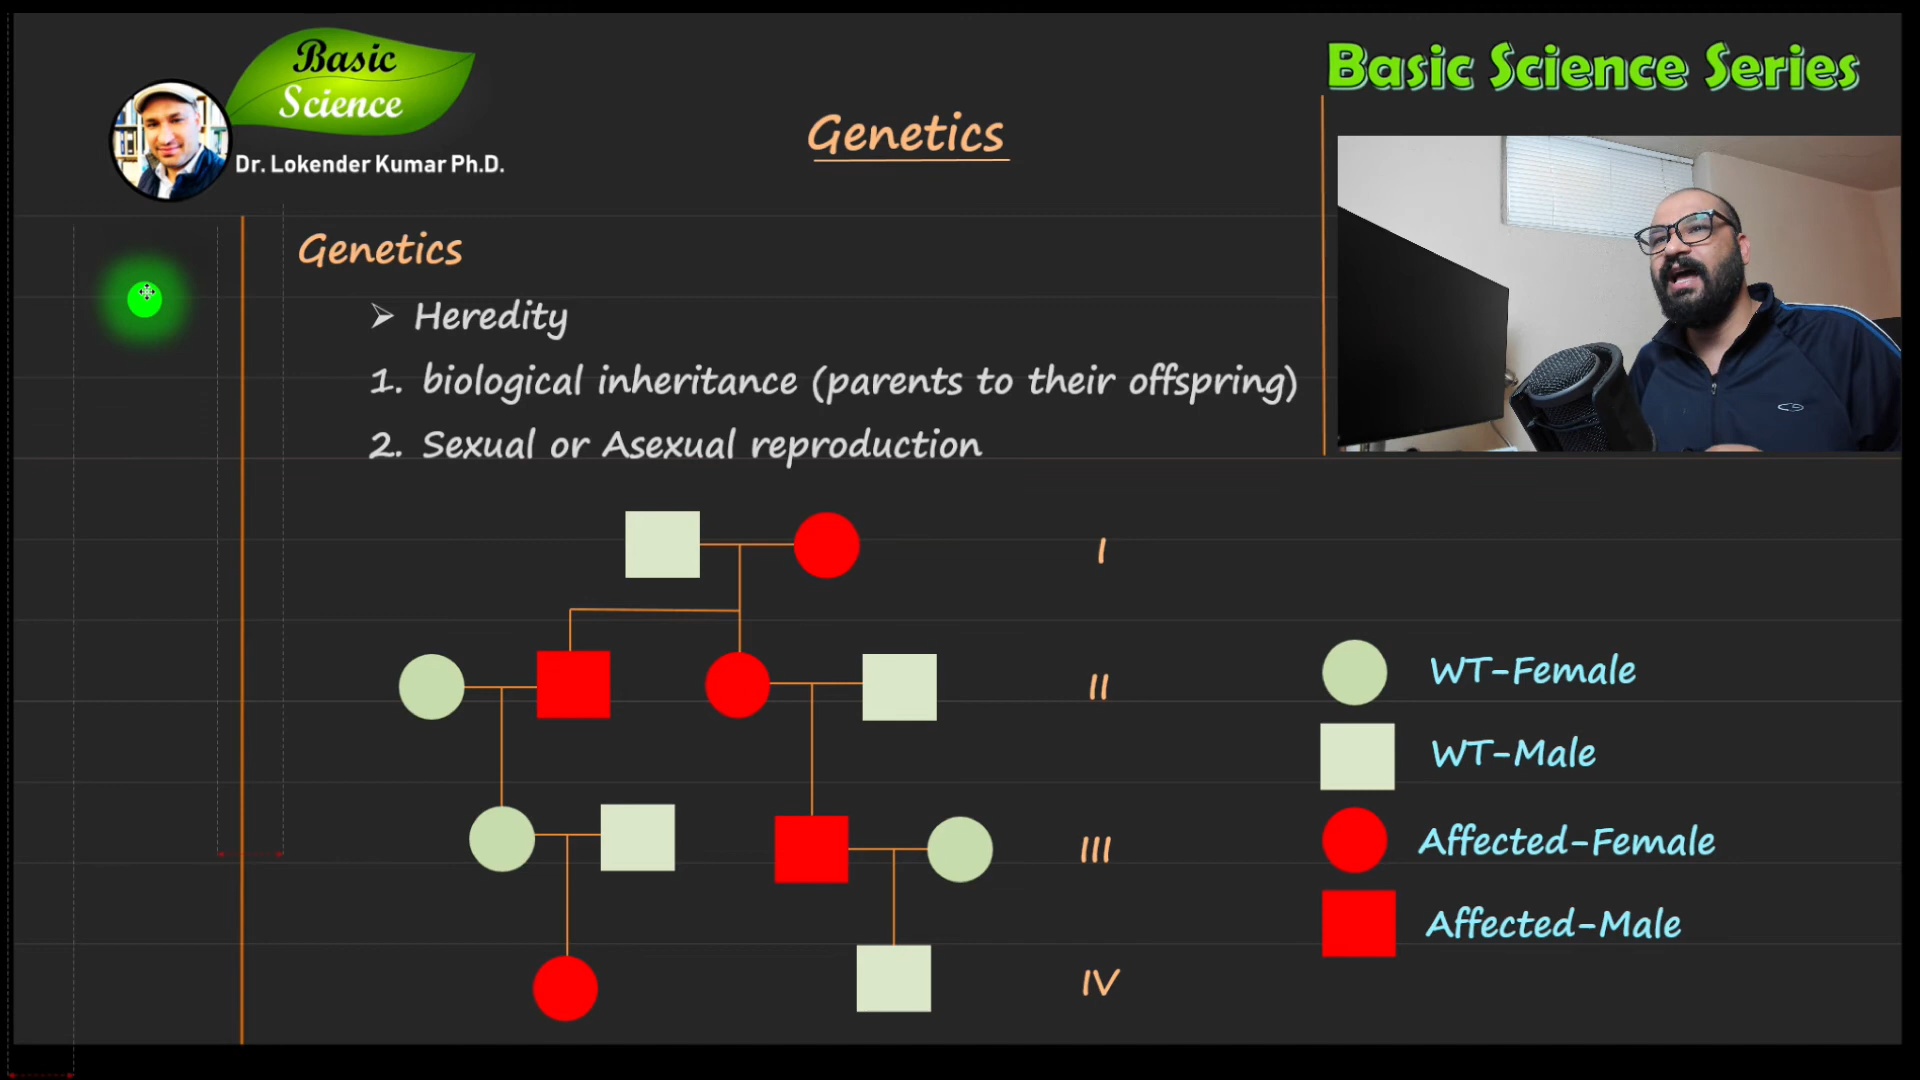 Basic
Science
Dr. Lokender Kumar Ph.D.
Genetics
Basic Science Series
Genetics
➢ Heredity
1. biological inheritance (parents to their offspring)
2. Sexual or Asexual reproduction
I
II
III
IV
WT-Female
WT-Male
Affected-Female
Affected-Male